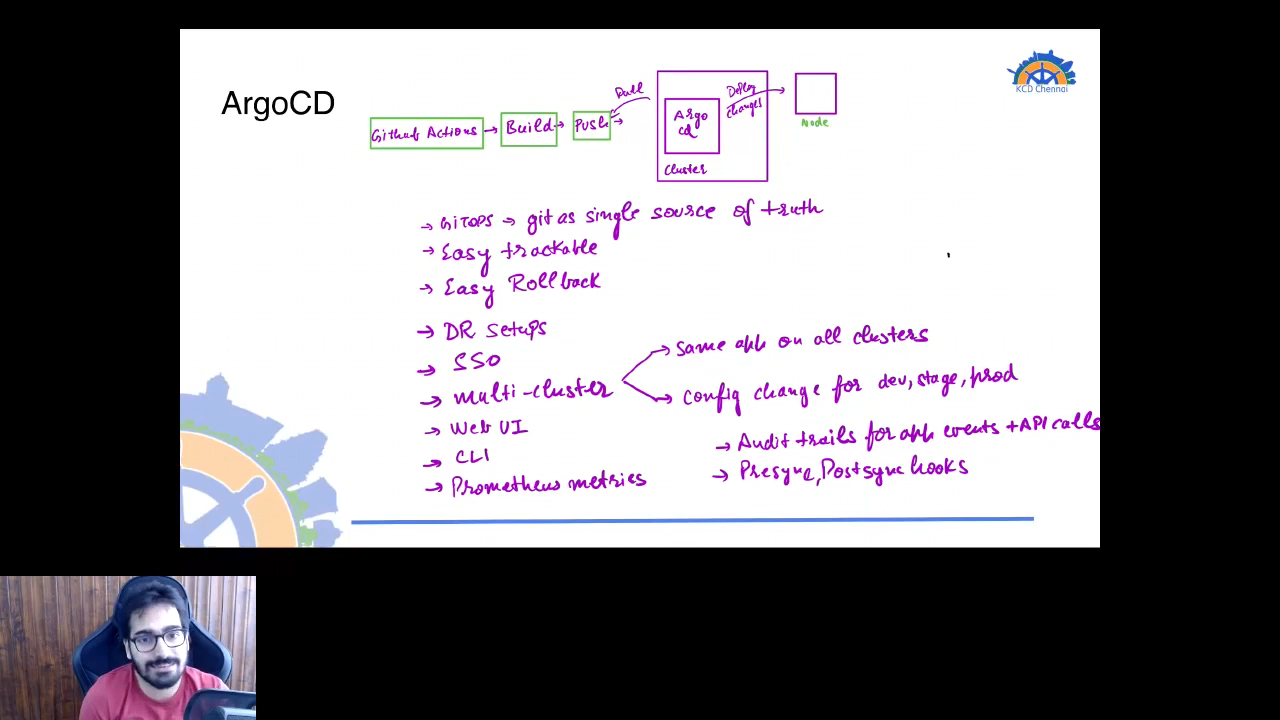 ArgoCD
KCD Chennai
Github Actions
Build
Push
Pull
Argo
CD
Cluster
Deploy
changes
Node
→ GITOPS → git as single source of truth
→ Easy trackable
→ Easy Rollback
→ DR setups
→ SSO
→ multi-cluster
→ same app on all clusters
→ config change for dev, stage, prod
→ Web UI
→ CLI
→ Prometheus metrics
→ Audit trails for app events + API calls
→ Presync, Postsync hooks